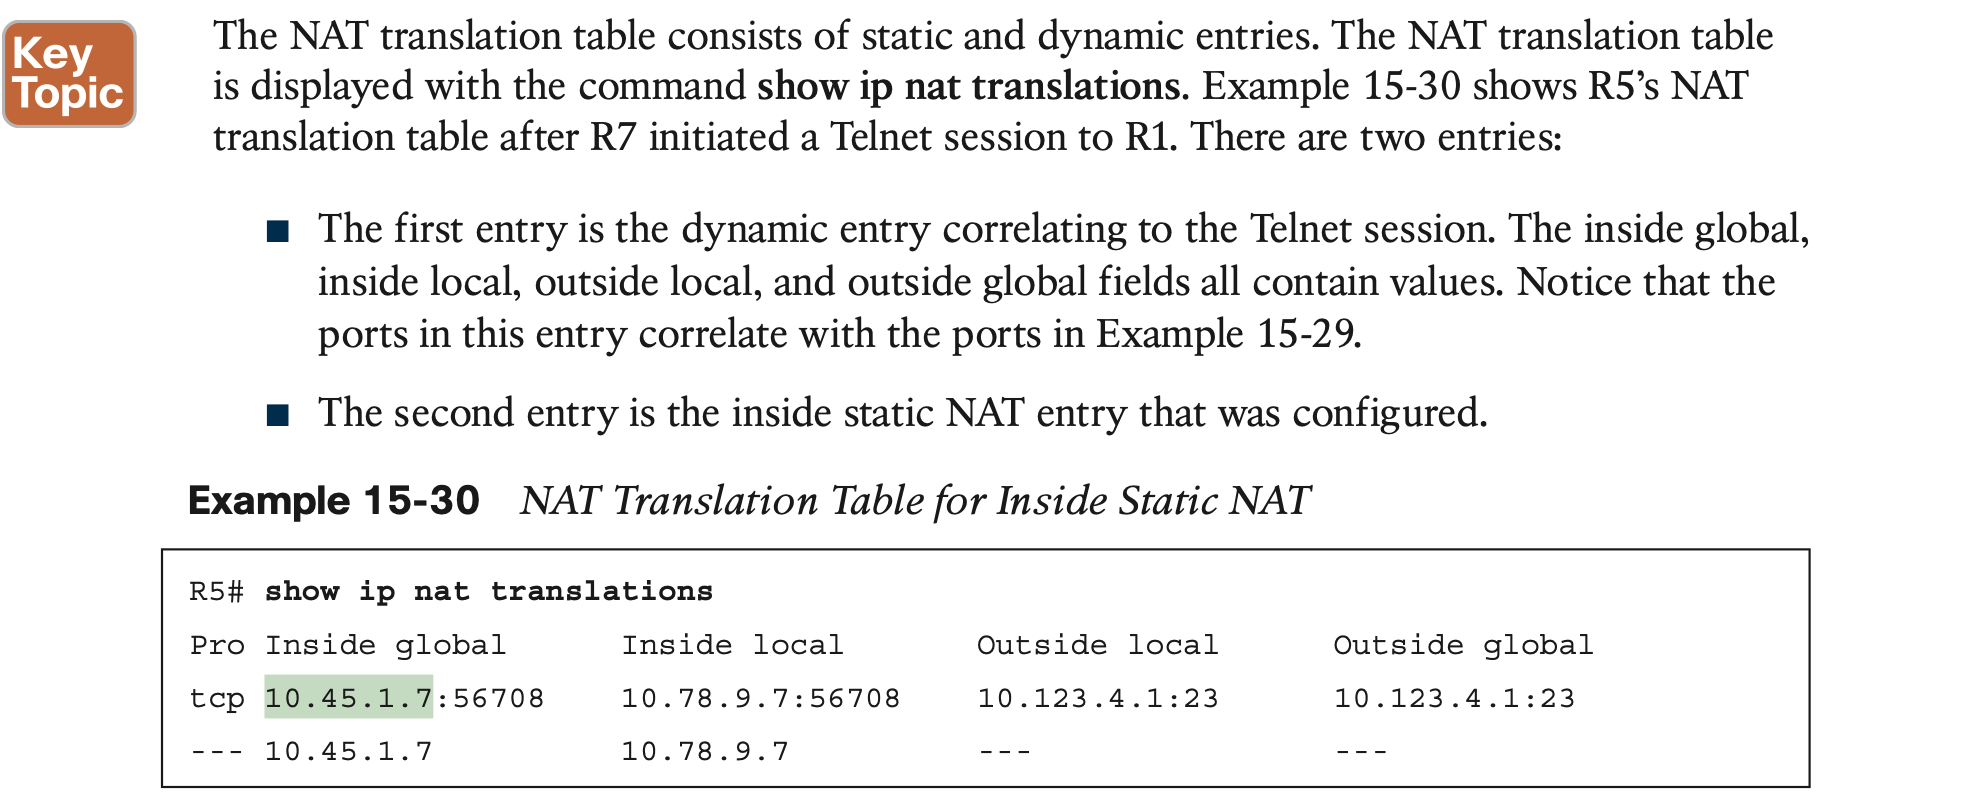 Key
Topic
The NAT translation table consists of static and dynamic entries. The NAT translation table
is displayed with the command show ip nat translations. Example 15-30 shows R5’s NAT
translation table after R7 initiated a Telnet session to R1. There are two entries:
■ The first entry is the dynamic entry correlating to the Telnet session. The inside global,
inside local, outside local, and outside global fields all contain values. Notice that the
ports in this entry correlate with the ports in Example 15-29.
■ The second entry is the inside static NAT entry that was configured.
Example 15-30 NAT Translation Table for Inside Static NAT
R5# show ip nat translations
Pro Inside global Inside local Outside local Outside global
tcp 10.45.1.7:56708 10.78.9.7:56708 10.123.4.1:23 10.123.4.1:23
--- 10.45.1.7 10.78.9.7 --- ---